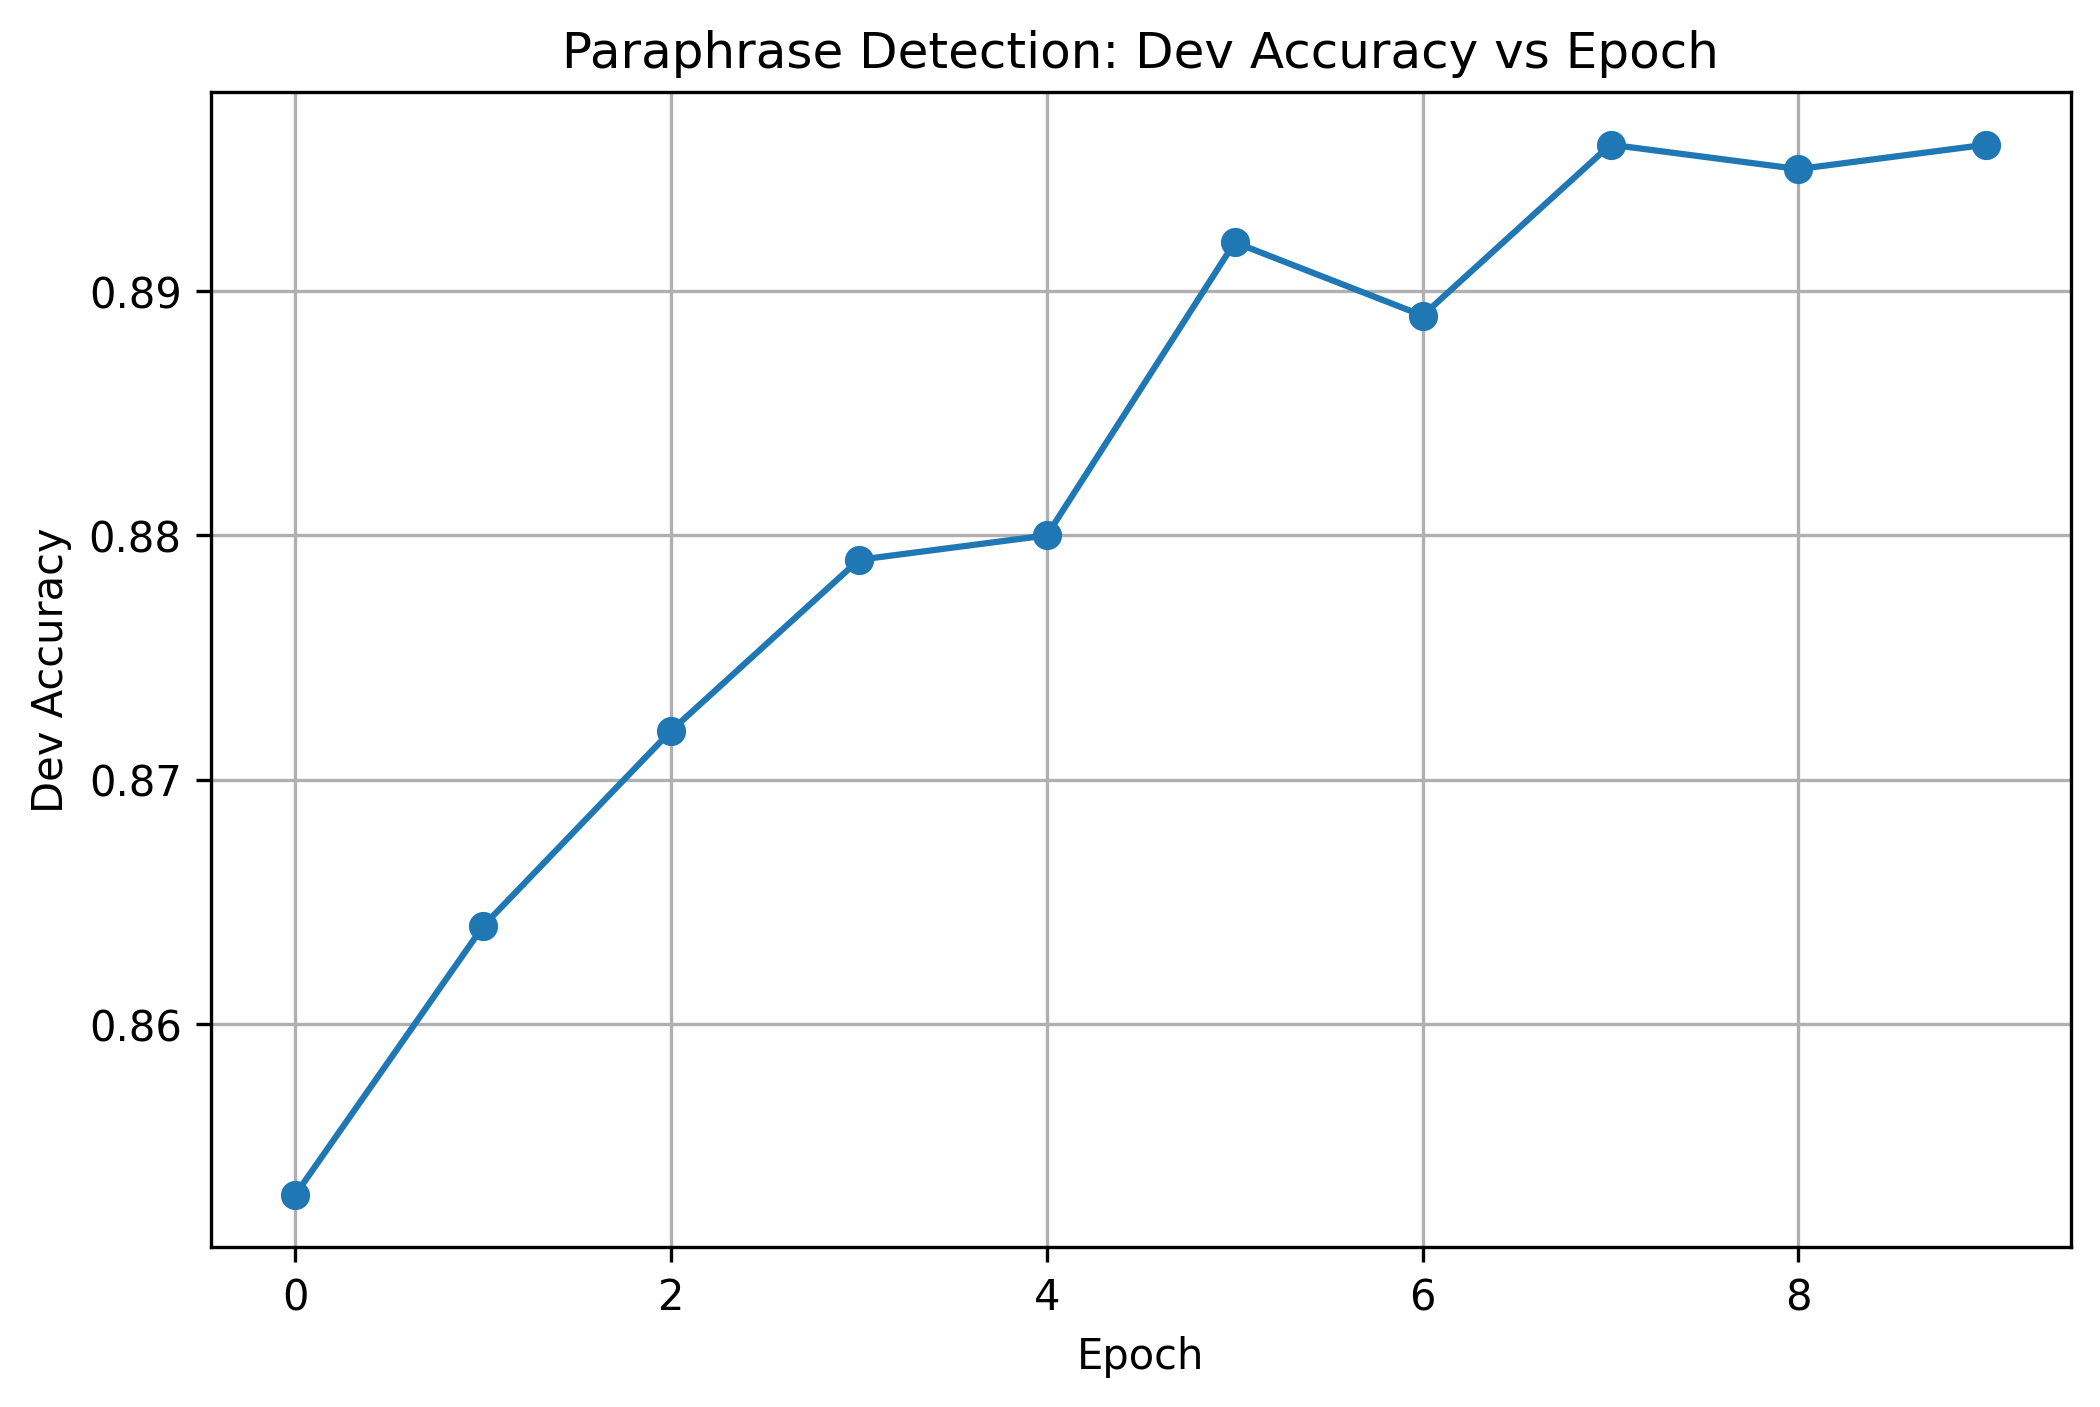 Paraphrase Detection: Dev Accuracy vs Epoch
0.89
0.88
0.87
0.86
Dev Accuracy
0 2 4 6 8
Epoch